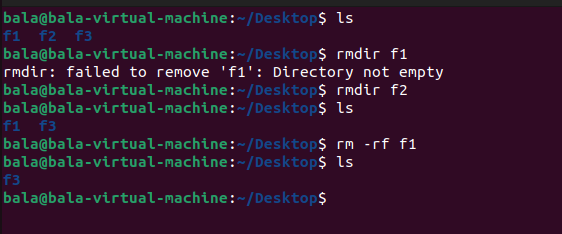 bala@bala-virtual-machine:~/Desktop$ ls
f1  f2  f3
bala@bala-virtual-machine:~/Desktop$ rmdir f1
rmdir: failed to remove 'f1': Directory not empty
bala@bala-virtual-machine:~/Desktop$ rmdir f2
bala@bala-virtual-machine:~/Desktop$ ls
f1  f3
bala@bala-virtual-machine:~/Desktop$ rm -rf f1
bala@bala-virtual-machine:~/Desktop$ ls
f3
bala@bala-virtual-machine:~/Desktop$